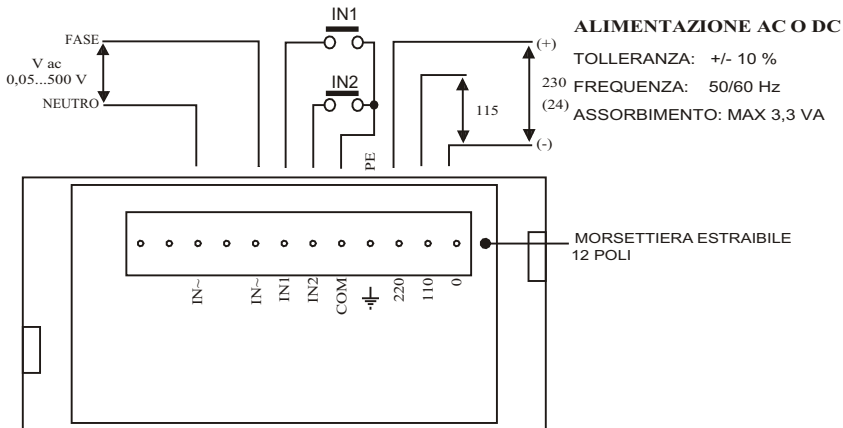 IN1
ALIMENTAZIONE AC O DC
FASE
(+)
V ac
0,05...500 V
TOLLERANZA: +/- 10 %
IN2
230
(24)
FREQUENZA: 50/60 Hz
NEUTRO
115
ASSORBIMENTO: MAX 3,3 VA
(-)
PE
MORSETTIERA ESTRAIBILE
12 POLI
IN~
IN~
IN1
IN2
COM
220
110
0